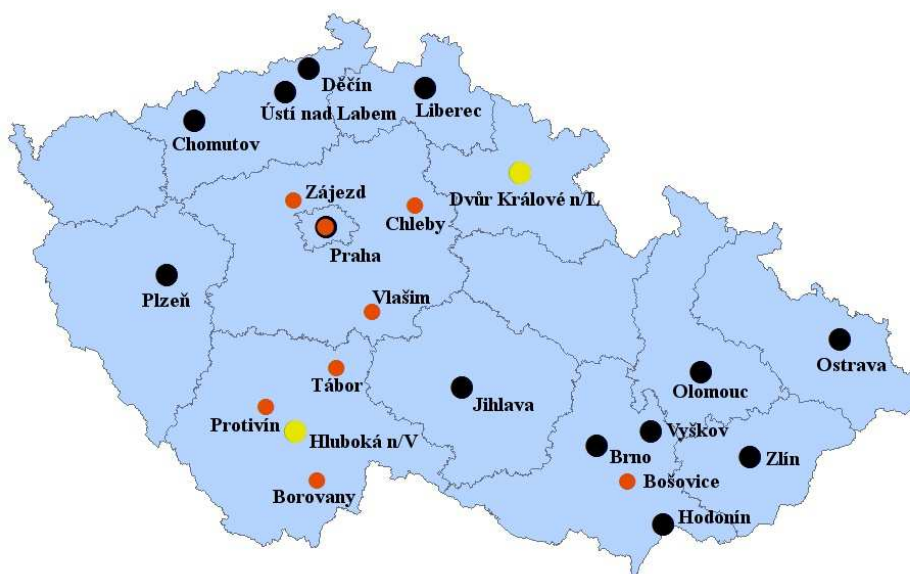 Děčín
Ústí nad Labem
Liberec
Chomutov
Zájezd
Dvůr Králové n/L
Chleby
Praha
Plzeň
Vlašim
Ostrava
Tábor
Jihlava
Olomouc
Protivín
Hluboká n/V
Vyškov
Brno
Zlín
Borovany
Bošovice
Hodonín